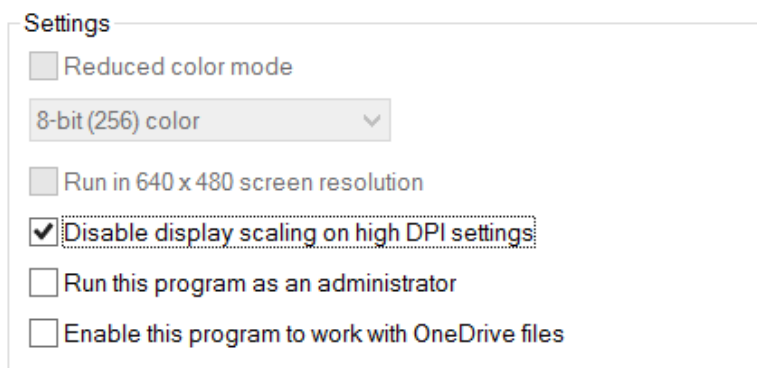 Settings
Reduced color mode
8-bit (256) color
Run in 640 x 480 screen resolution
Disable display scaling on high DPI settings
Run this program as an administrator
Enable this program to work with OneDrive files